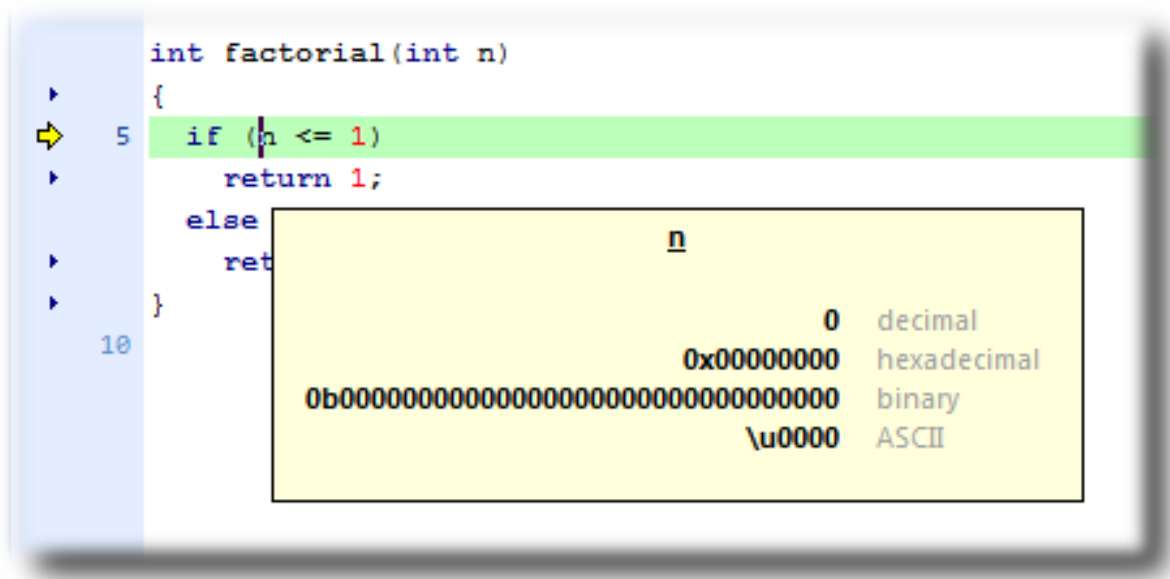 int factorial(int n)
{
5 if (n <= 1)
return 1;
else
ret
}
10
n
0 decimal
0x00000000 hexadecimal
0b00000000000000000000000000000000 binary
\u0000 ASCII